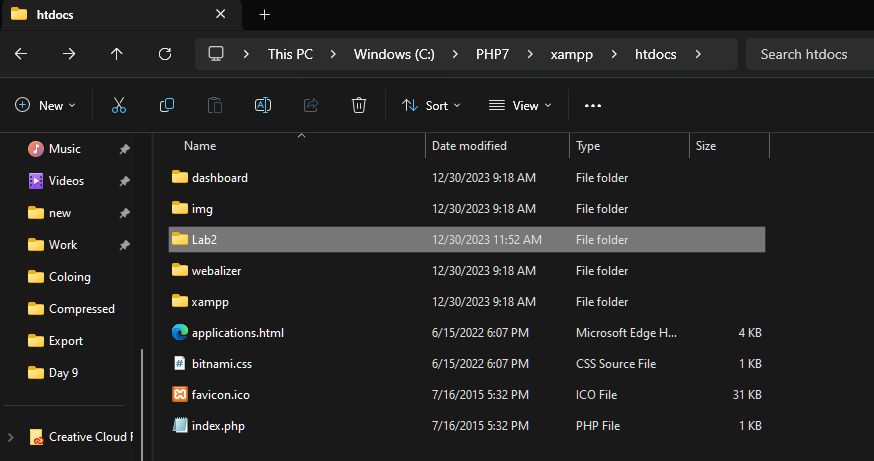 htdocs
This PC Windows (C:) PHP7 xampp htdocs Search htdocs
New Sort View
Name Date modified Type Size
Music
Videos
new
Work
Coloing
Compressed
Export
Day 9
Creative Cloud F
dashboard 12/30/2023 9:18 AM File folder
img 12/30/2023 9:18 AM File folder
Lab2 12/30/2023 11:52 AM File folder
webalizer 12/30/2023 9:18 AM File folder
xampp 12/30/2023 9:18 AM File folder
applications.html 6/15/2022 6:07 PM Microsoft Edge H... 4 KB
bitnami.css 6/15/2022 6:07 PM CSS Source File 1 KB
favicon.ico 7/16/2015 5:32 PM ICO File 31 KB
index.php 7/16/2015 5:32 PM PHP File 1 KB